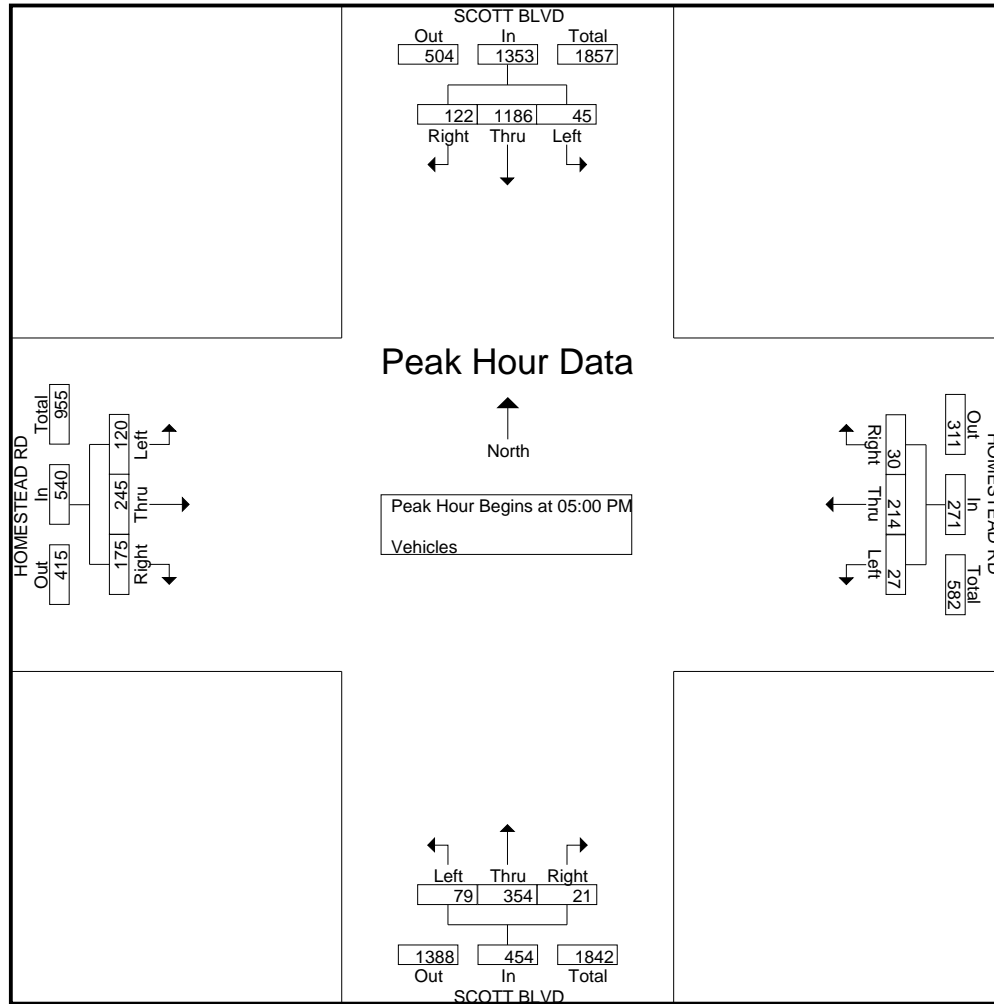 SCOTT BLVD
Out In Total
504 1353 1857
122 1186 45
Right Thru Left
Peak Hour Data
North
Peak Hour Begins at 05:00 PM
Vehicles
HOMESTEAD RD
Total In Out
955 540 415
120 245 175
Left Thru Right
HOMESTEAD RD
Out In Total
311 271 582
30 214 27
Right Thru Left
Left Thru Right
79 354 21
1388 454 1842
Out In Total
SCOTT BLVD